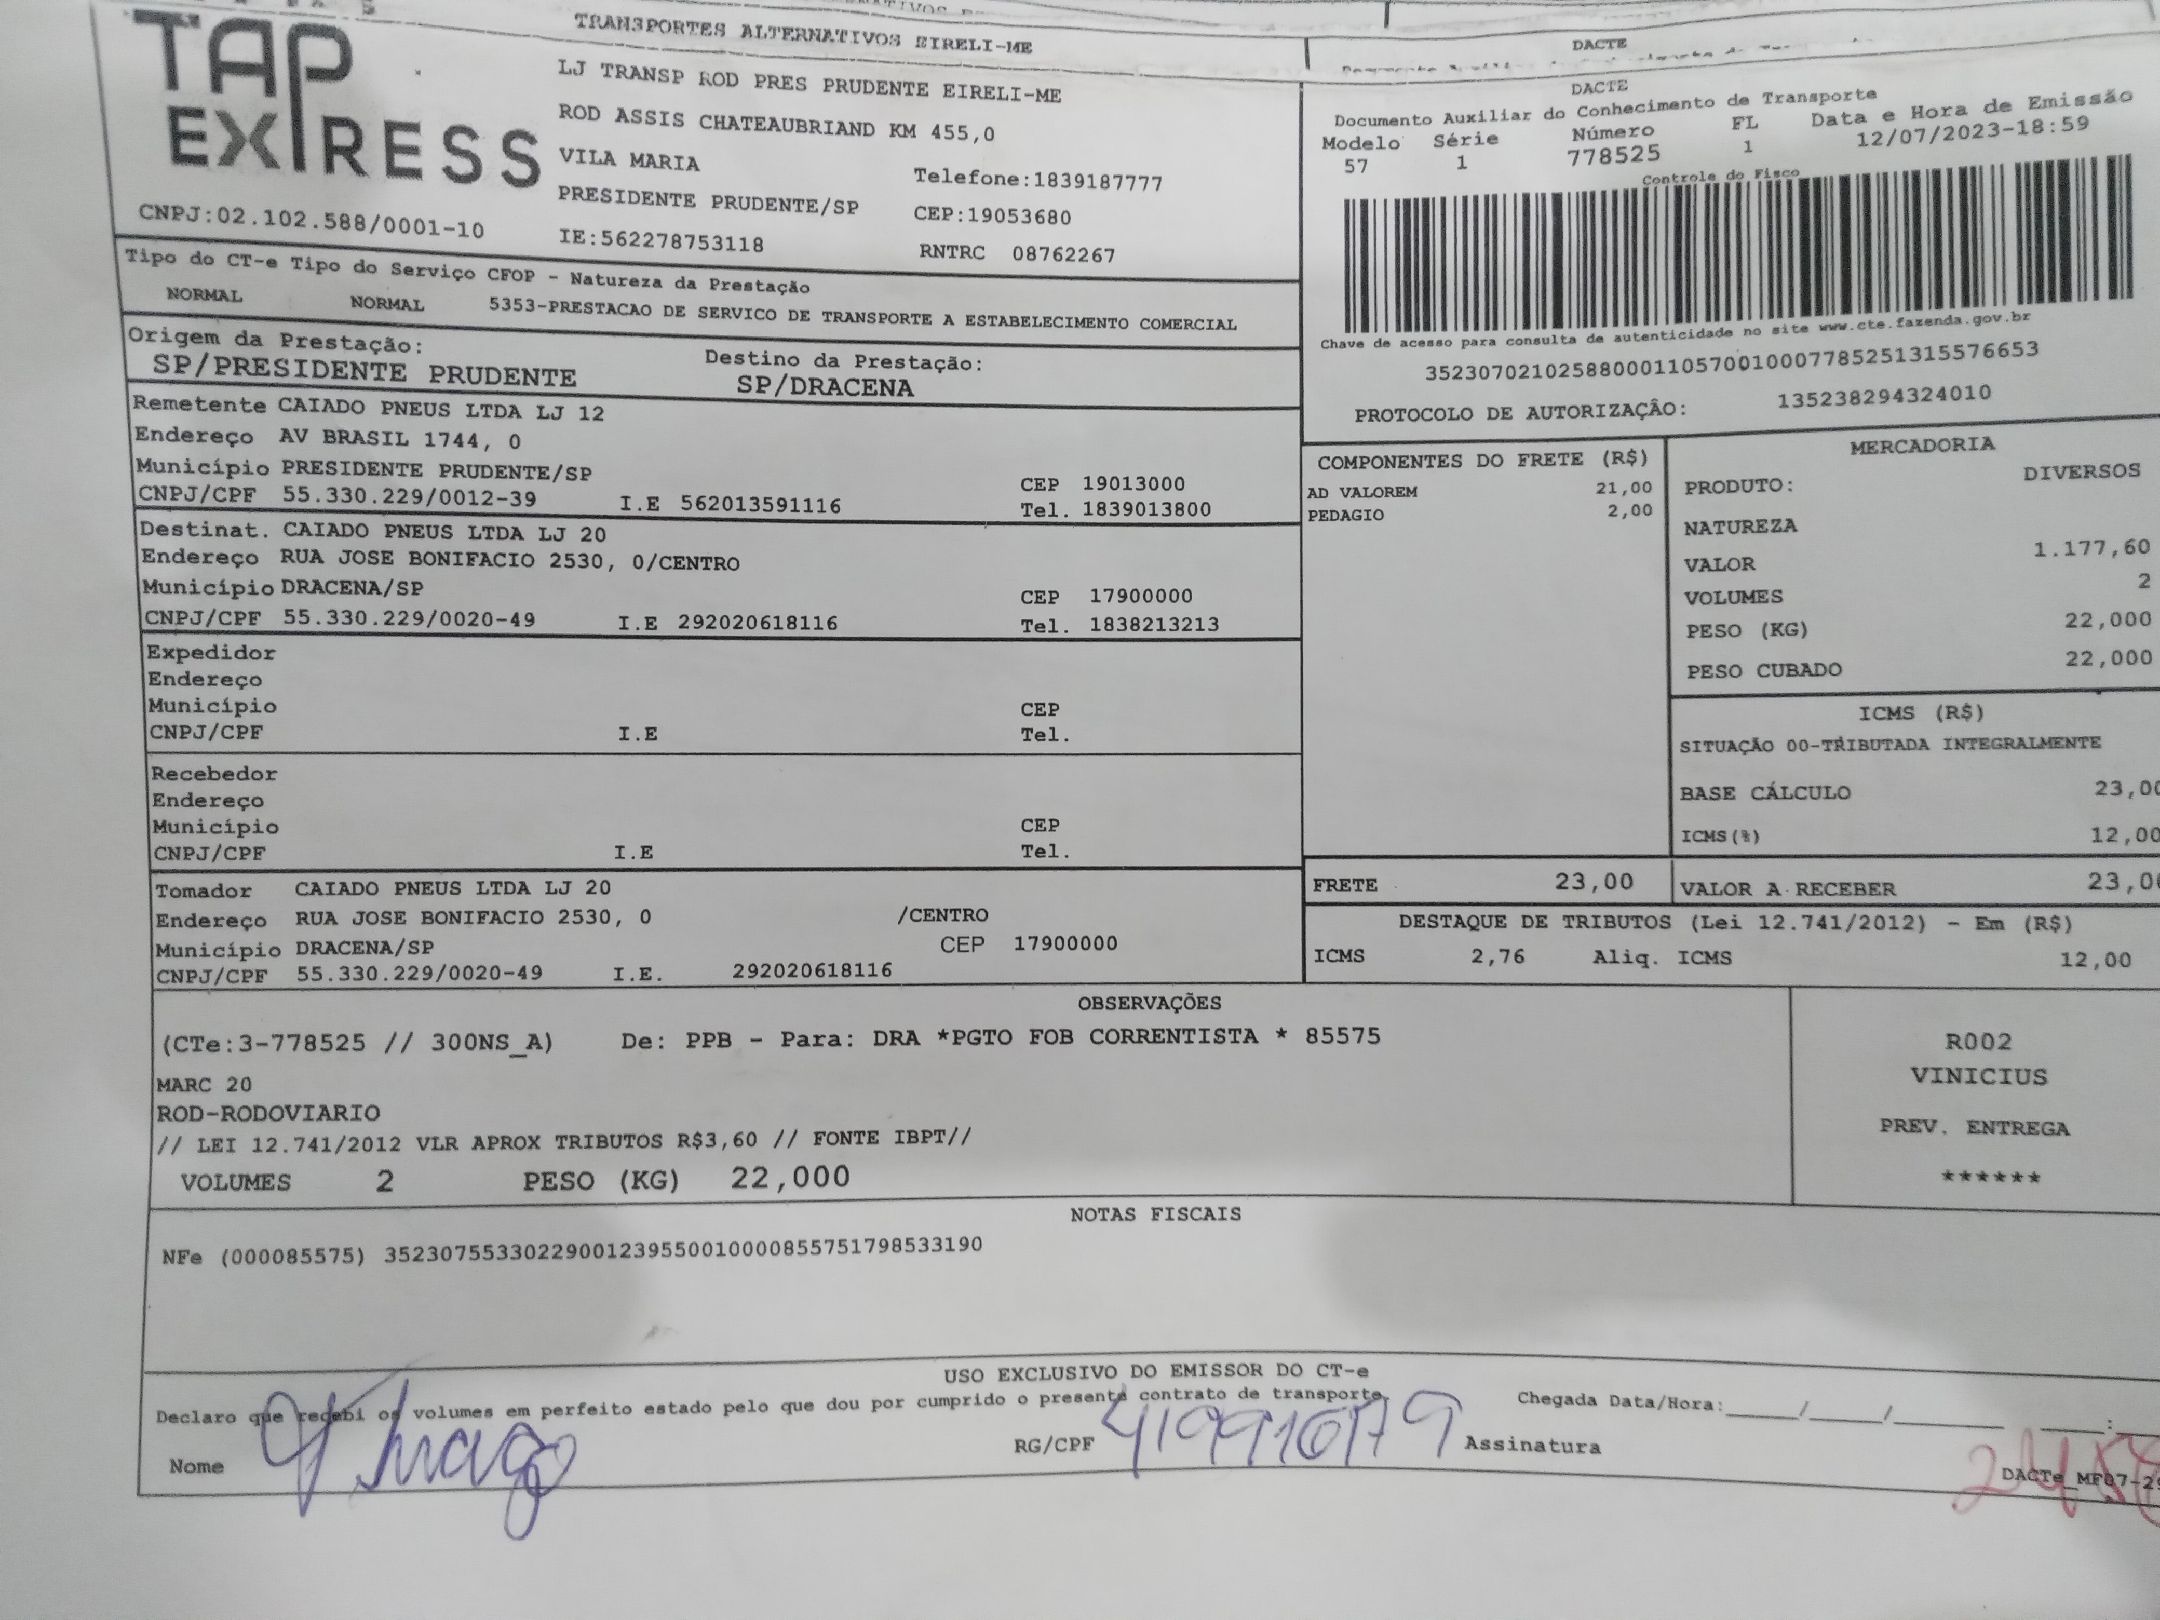 TAP
EXPRESS
CNPJ:02.102.588/0001-10
TRANSPORTES ALTERNATIVOS EIRELI-ME
LJ TRANSP ROD PRES PRUDENTE EIRELI-ME
ROD ASSIS CHATEAUBRIAND KM 455,0
VILA MARIA
Telefone:1839187777
PRESIDENTE PRUDENTE/SP CEP:19053680
IE:562278753118 RNTRC 08762267
DACTE
DACTE
Documento Auxiliar do Conhecimento de Transporte
Modelo Série Número FL Data e Hora de Emissão
57 1 778525 1 12/07/2023-18:59
Controle do Fisco
Chave de acesso para consulta de autenticidade no site www.cte.fazenda.gov.br
35230702102588000110570010007785251315576653
PROTOCOLO DE AUTORIZAÇÂO: 135238294324010
Tipo do CT-e Tipo do Serviço CFOP - Natureza da Prestação
NORMAL NORMAL 5353-PRESTACAO DE SERVICO DE TRANSPORTE A ESTABELECIMENTO COMERCIAL
Origem da Prestação: Destino da Prestação:
SP/PRESIDENTE PRUDENTE SP/DRACENA
Remetente CAIADO PNEUS LTDA LJ 12
Endereço AV BRASIL 1744, 0
Município PRESIDENTE PRUDENTE/SP CEP 19013000
CNPJ/CPF 55.330.229/0012-39 I.E 562013591116 Tel. 1839013800
Destinat. CAIADO PNEUS LTDA LJ 20
Endereço RUA JOSE BONIFACIO 2530, 0/CENTRO
Município DRACENA/SP CEP 17900000
CNPJ/CPF 55.330.229/0020-49 I.E 292020618116 Tel. 1838213213
Expedidor
Endereço
Município CEP
CNPJ/CPF I.E Tel.
Recebedor
Endereço
Município CEP
CNPJ/CPF I.E Tel.
Tomador CAIADO PNEUS LTDA LJ 20
Endereço RUA JOSE BONIFACIO 2530, 0 /CENTRO
Município DRACENA/SP CEP 17900000
CNPJ/CPF 55.330.229/0020-49 I.E. 292020618116
COMPONENTES DO FRETE (R$)
AD VALOREM 21,00
PEDAGIO 2,00
MERCADORIA
PRODUTO: DIVERSOS
NATUREZA
VALOR 1.177,60
VOLUMES 2
PESO (KG) 22,000
PESO CUBADO 22,000
ICMS (R$)
SITUAÇÃO 00-TRIBUTADA INTEGRALMENTE
BASE CÁLCULO 23,00
ICMS(%) 12,00
FRETE 23,00 VALOR A RECEBER 23,00
DESTAQUE DE TRIBUTOS (Lei 12.741/2012) - Em (R$)
ICMS 2,76 Aliq. ICMS 12,00
OBSERVAÇÕES
(CTe:3-778525 // 300NS_A) De: PPB - Para: DRA *PGTO FOB CORRENTISTA * 85575
MARC 20
ROD-RODOVIARIO
// LEI 12.741/2012 VLR APROX TRIBUTOS R$3,60 // FONTE IBPT//
VOLUMES 2 PESO (KG) 22,000
R002
VINICIUS
PREV. ENTREGA
******
NOTAS FISCAIS
NFe (000085575) 35230755330229001239550010000855751798533190
USO EXCLUSIVO DO EMISSOR DO CT-e
Declaro que recebi os volumes em perfeito estado pelo que dou por cumprido o presente contrato de transporte. Chegada Data/Hora:____/____/______ ____:
Nome Thiago RG/CPF Assinatura
DACTe_MF07-29